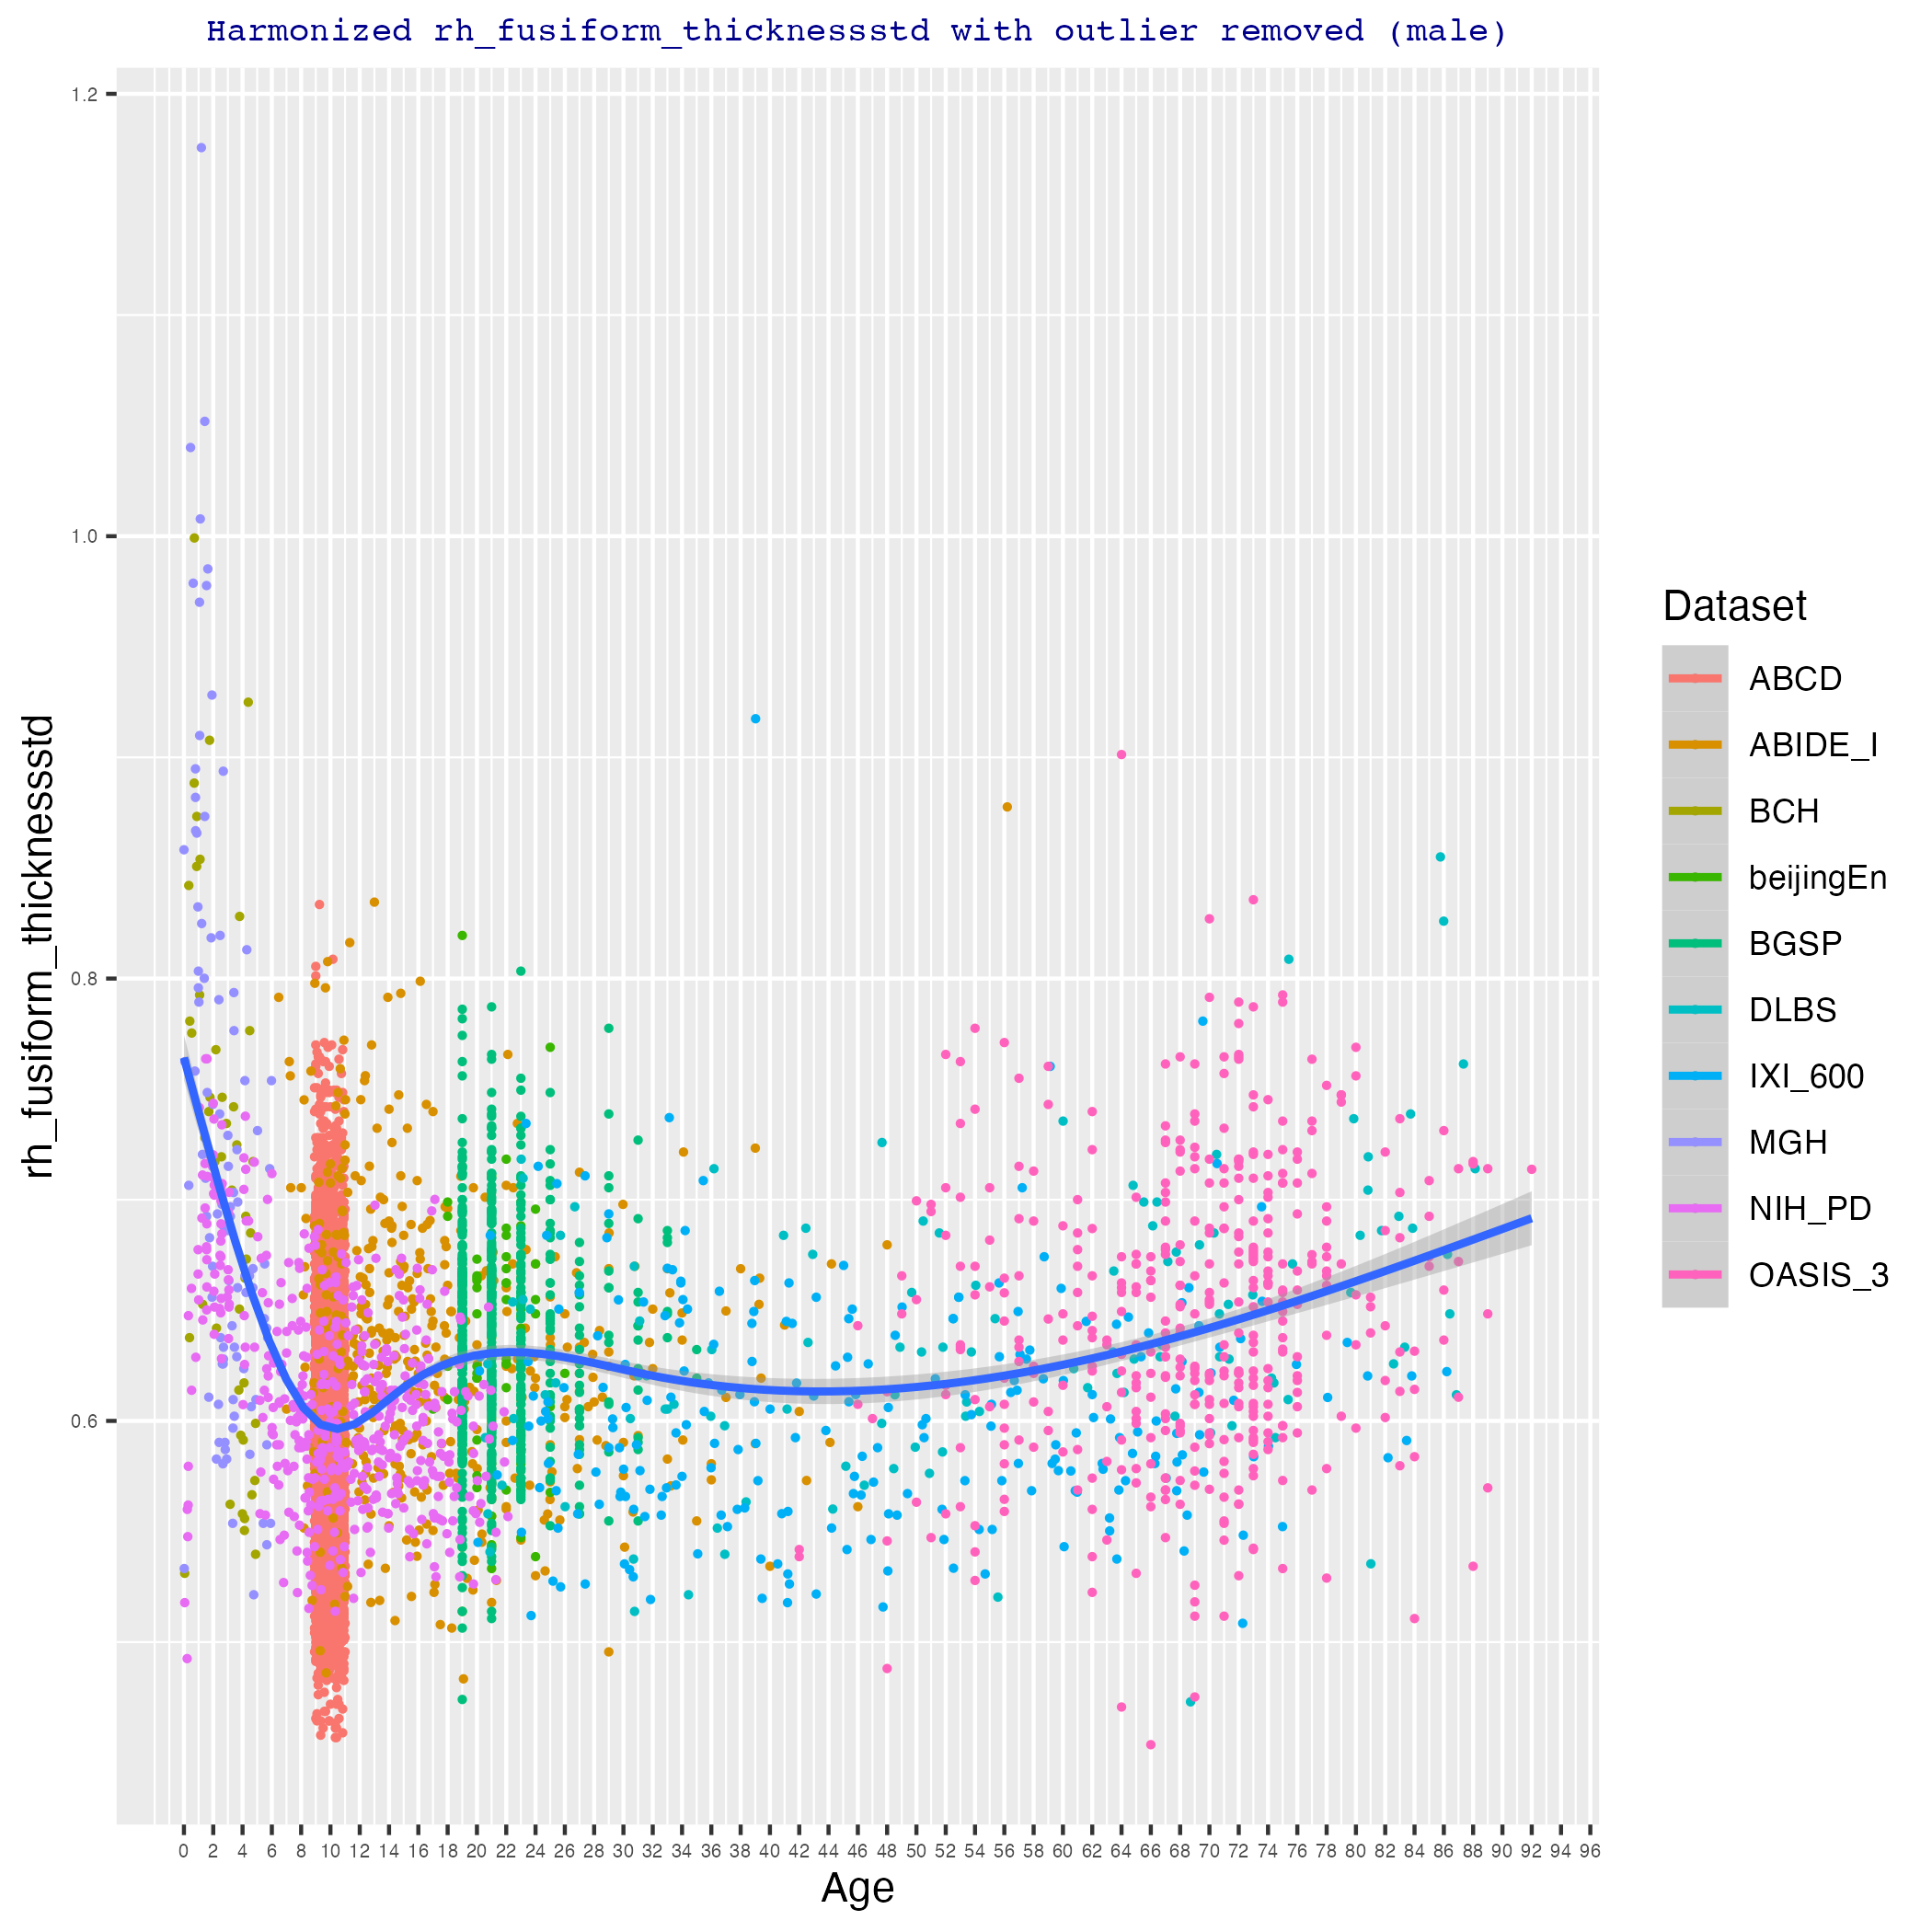 Harmonized rh_fusiform_thicknessstd with outlier removed (male)
rh_fusiform_thicknessstd
1.2
1.0
0.8
0.6
0 2 4 6 8 10 12 14 16 18 20 22 24 26 28 30 32 34 36 38 40 42 44 46 48 50 52 54 56 58 60 62 64 66 68 70 72 74 76 78 80 82 84 86 88 90 92 94 96
Age
Dataset
ABCD
ABIDE_I
BCH
beijingEn
BGSP
DLBS
IXI_600
MGH
NIH_PD
OASIS_3